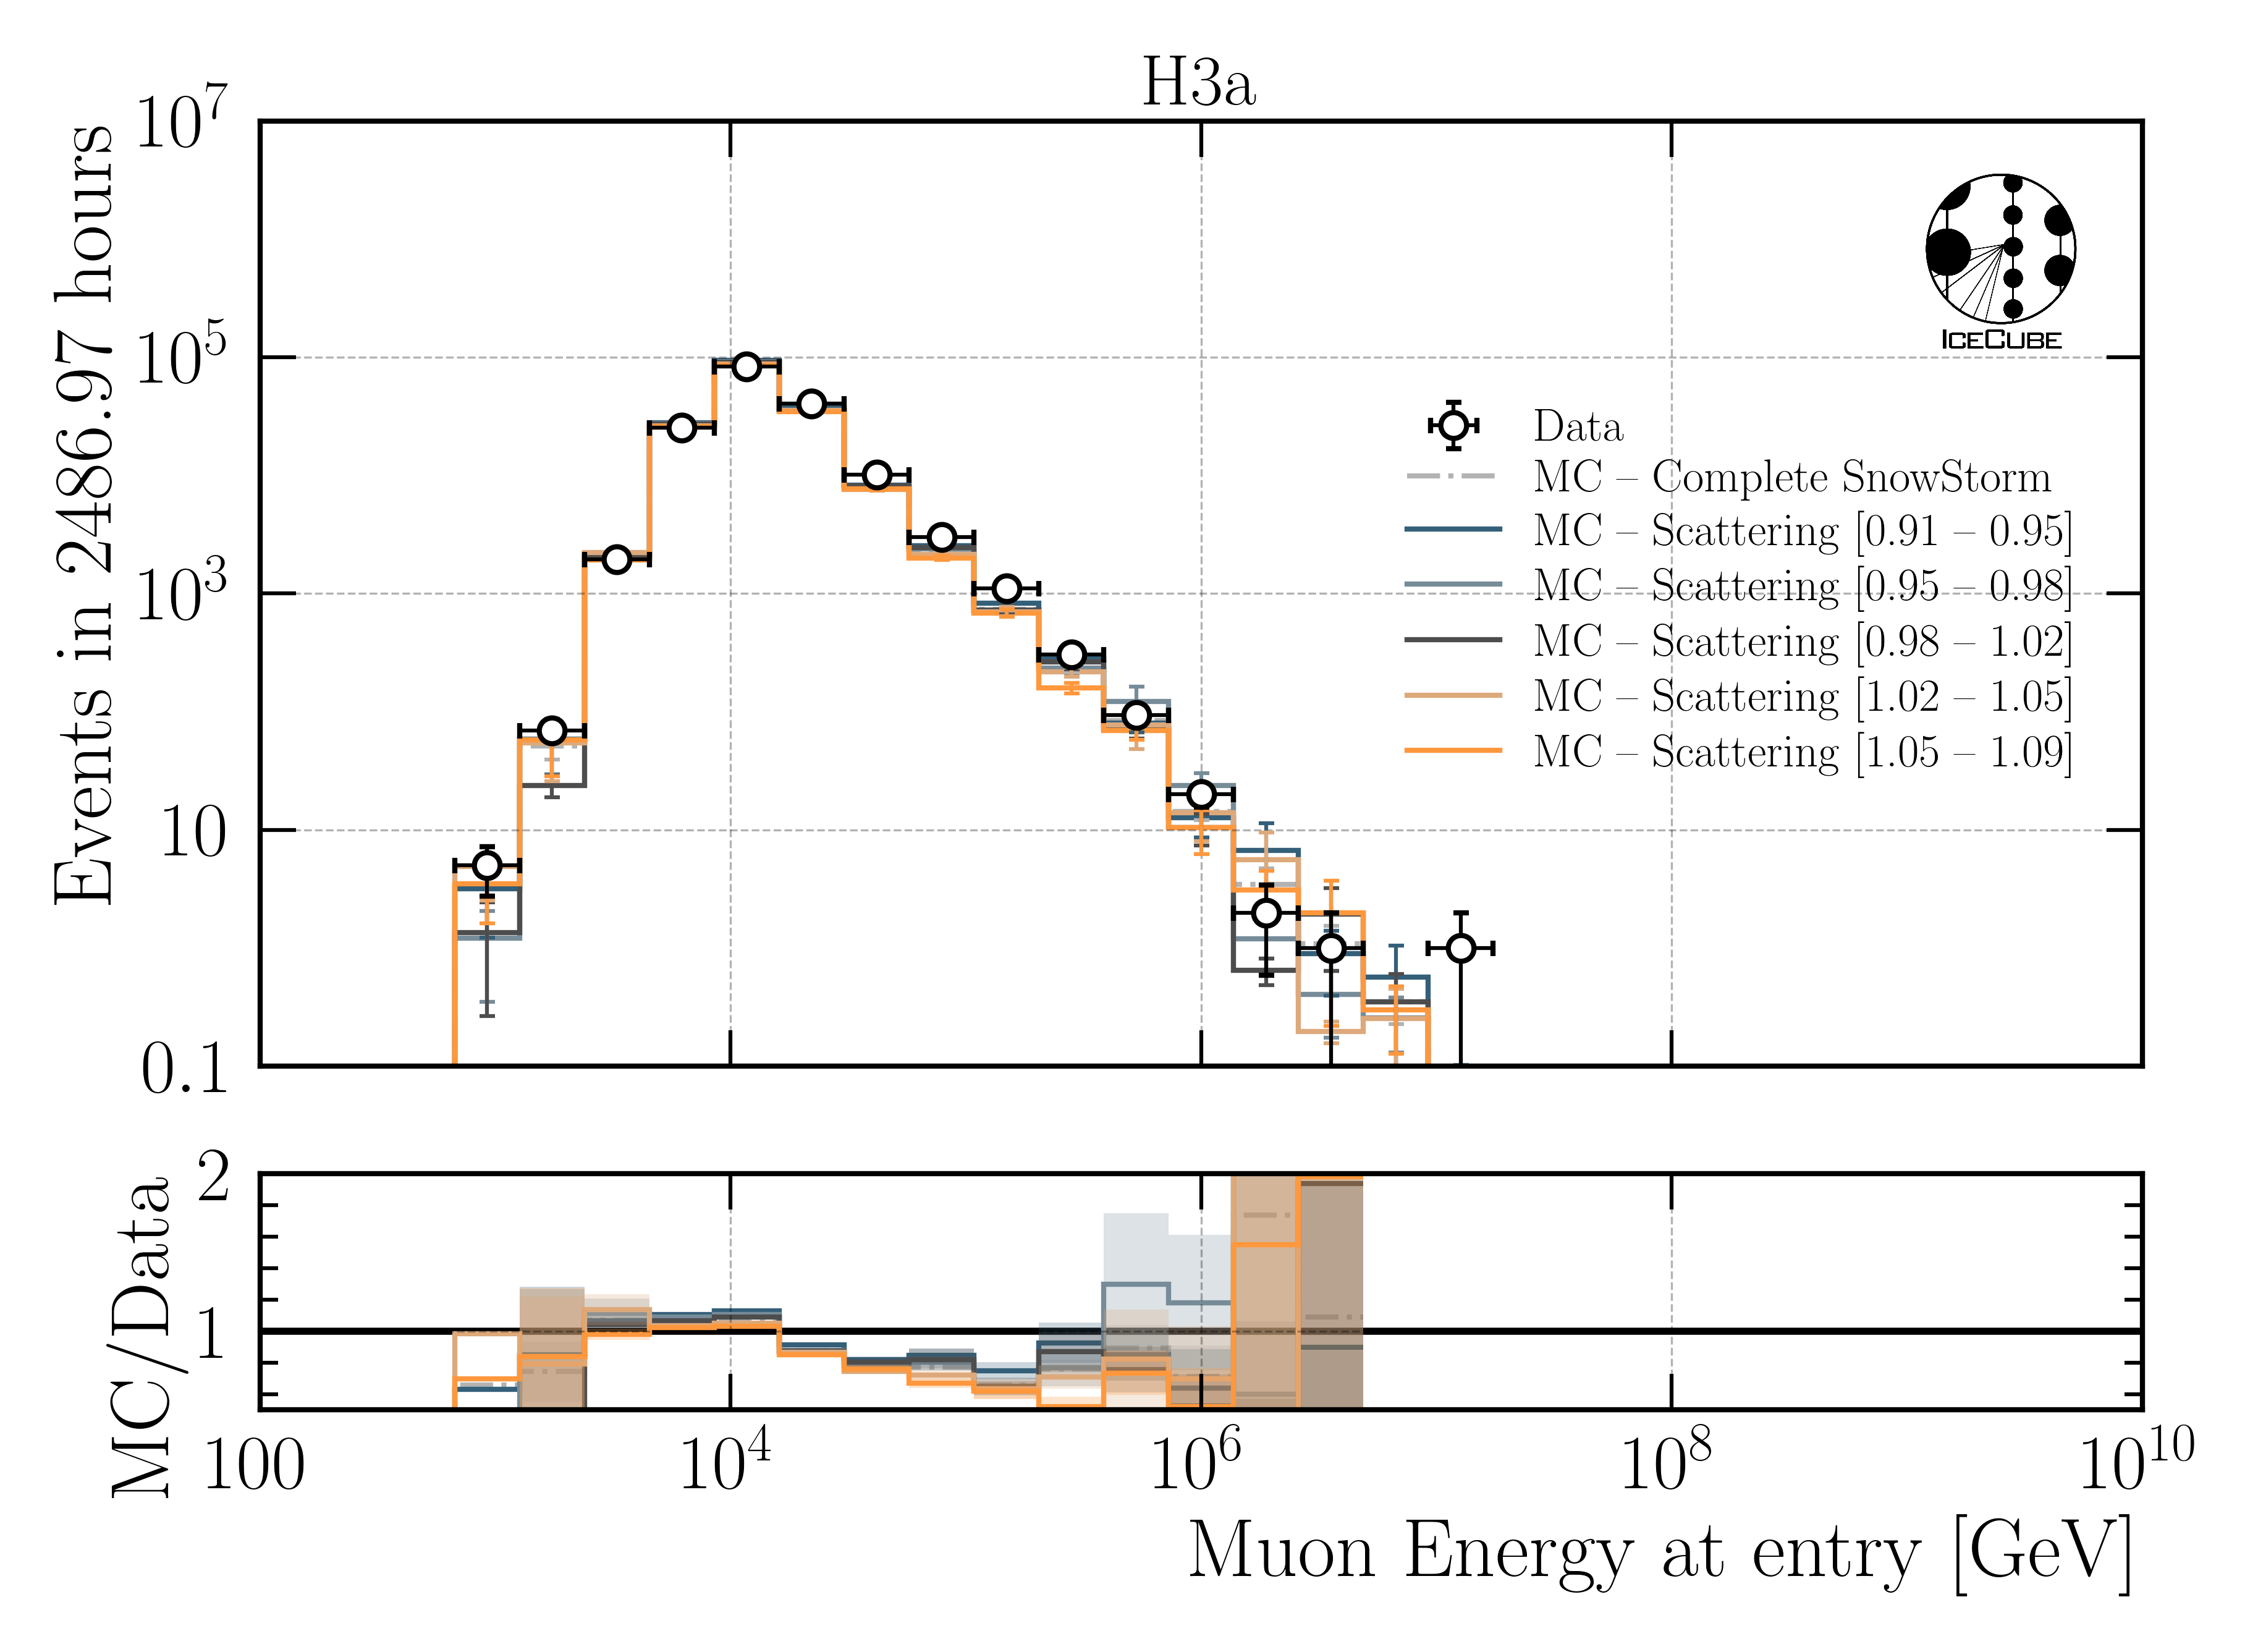 H3a
10^7
10^5
10^3
10
0.1
Events in 2486.97 hours
ICECUBE
Data
MC – Complete SnowStorm
MC – Scattering [0.91 – 0.95]
MC – Scattering [0.95 – 0.98]
MC – Scattering [0.98 – 1.02]
MC – Scattering [1.02 – 1.05]
MC – Scattering [1.05 – 1.09]
2
1
MC/Data
100 10^4 10^6 10^8 10^10
Muon Energy at entry [GeV]